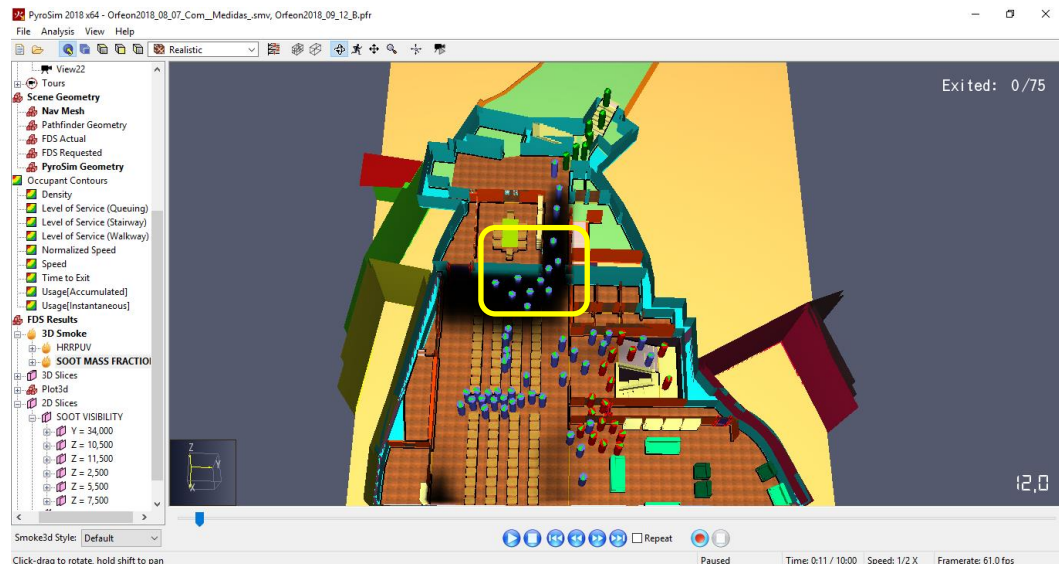 PyroSim 2018 x64 - Orfeon2018_08_07_Com__Medidas_.smv, Orfeon2018_09_12_B.pfr
File Analysis View Help
Realistic
View22
Tours
Scene Geometry
Nav Mesh
Pathfinder Geometry
FDS Actual
FDS Requested
PyroSim Geometry
Occupant Contours
Density
Level of Service (Queuing)
Level of Service (Stairway)
Level of Service (Walkway)
Normalized Speed
Speed
Time to Exit
Usage[Accumulated]
Usage[Instantaneous]
FDS Results
3D Smoke
HRRPUV
SOOT MASS FRACTIO
3D Slices
Plot3d
2D Slices
SOOT VISIBILITY
Y = 34,000
Z = 10,500
Z = 11,500
Z = 2,500
Z = 5,500
Z = 7,500
Smoke3d Style: Default
Exited: 0/75
Z
Y
X
12,0
Repeat
Click-drag to rotate, hold shift to pan
Paused Time: 0:11 / 10:00 Speed: 1/2 X Framerate: 61.0 fps